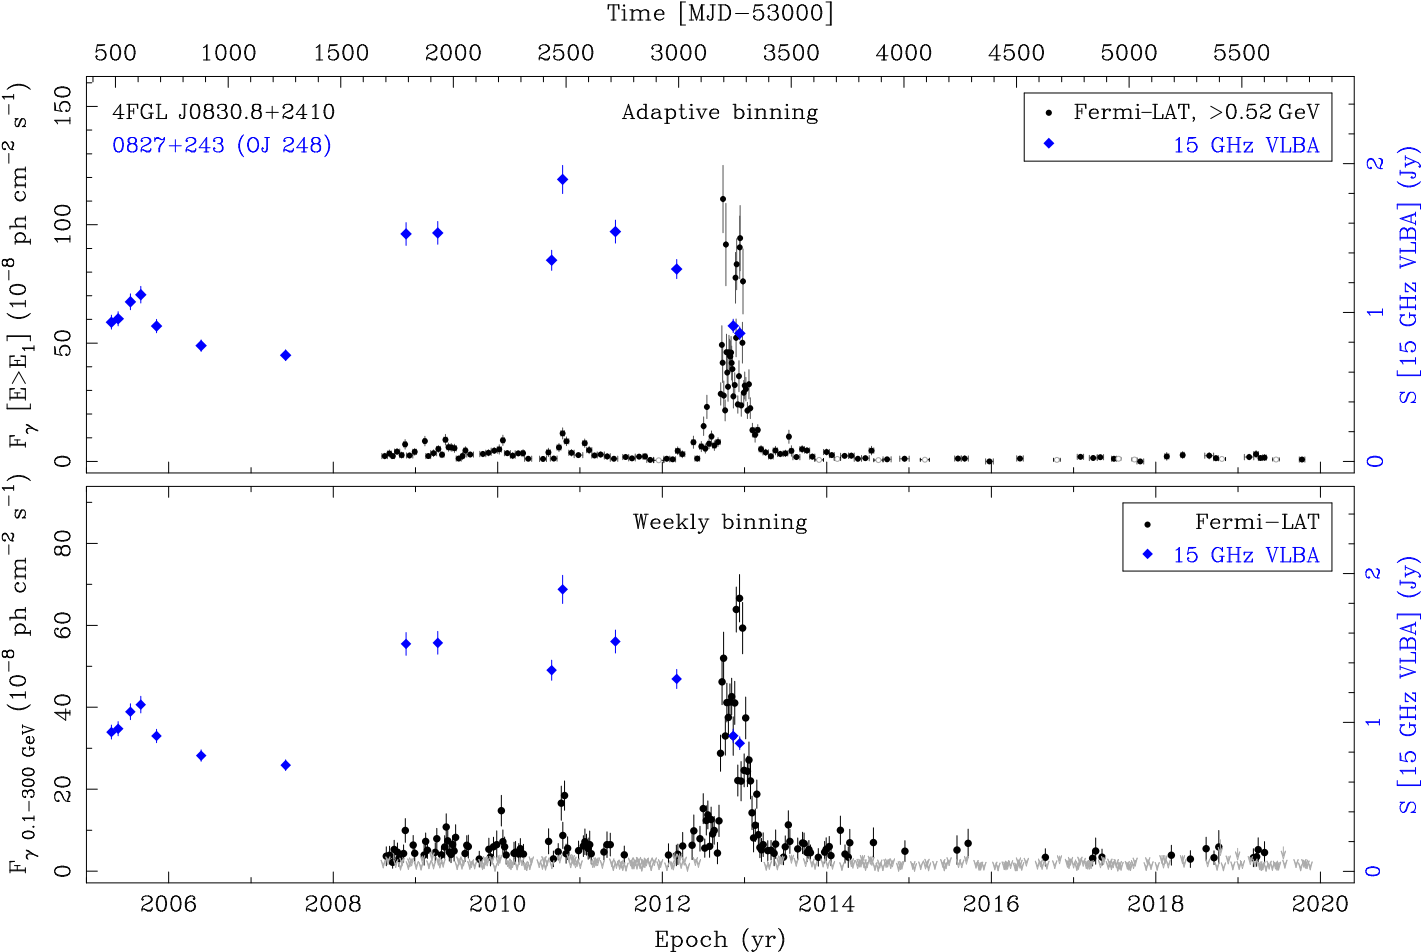 Time [MJD−53000]
500 1000 1500 2000 2500 3000 3500 4000 4500 5000 5500
4FGL J0830.8+2410
0827+243 (OJ 248)
Adaptive binning
Fermi−LAT, >0.52 GeV
15 GHz VLBA
150
100
50
0
Fγ [E>E1] (10−8 ph cm−2 s−1)
2
1
0
S [15 GHz VLBA] (Jy)
Weekly binning
Fermi−LAT
15 GHz VLBA
80
60
40
20
0
Fγ 0.1−300 GeV (10−8 ph cm−2 s−1)
2
1
0
S [15 GHz VLBA] (Jy)
2006 2008 2010 2012 2014 2016 2018 2020
Epoch (yr)